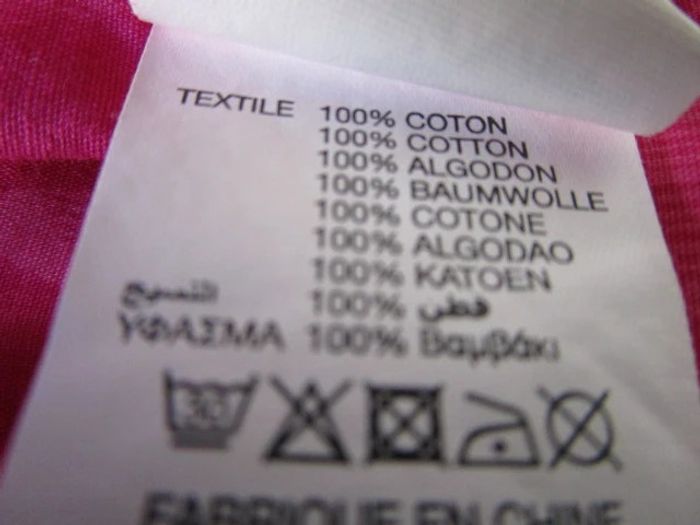 TEXTILE 100% COTON
100% COTTON
100% ALGODON
100% BAUMWOLLE
100% COTONE
100% ALGODAO
100% KATOEN
النسيج 100% قطن
ΥΦΑΣΜΑ 100% Βαμβάκι
30
FABRIQUE EN CHINE